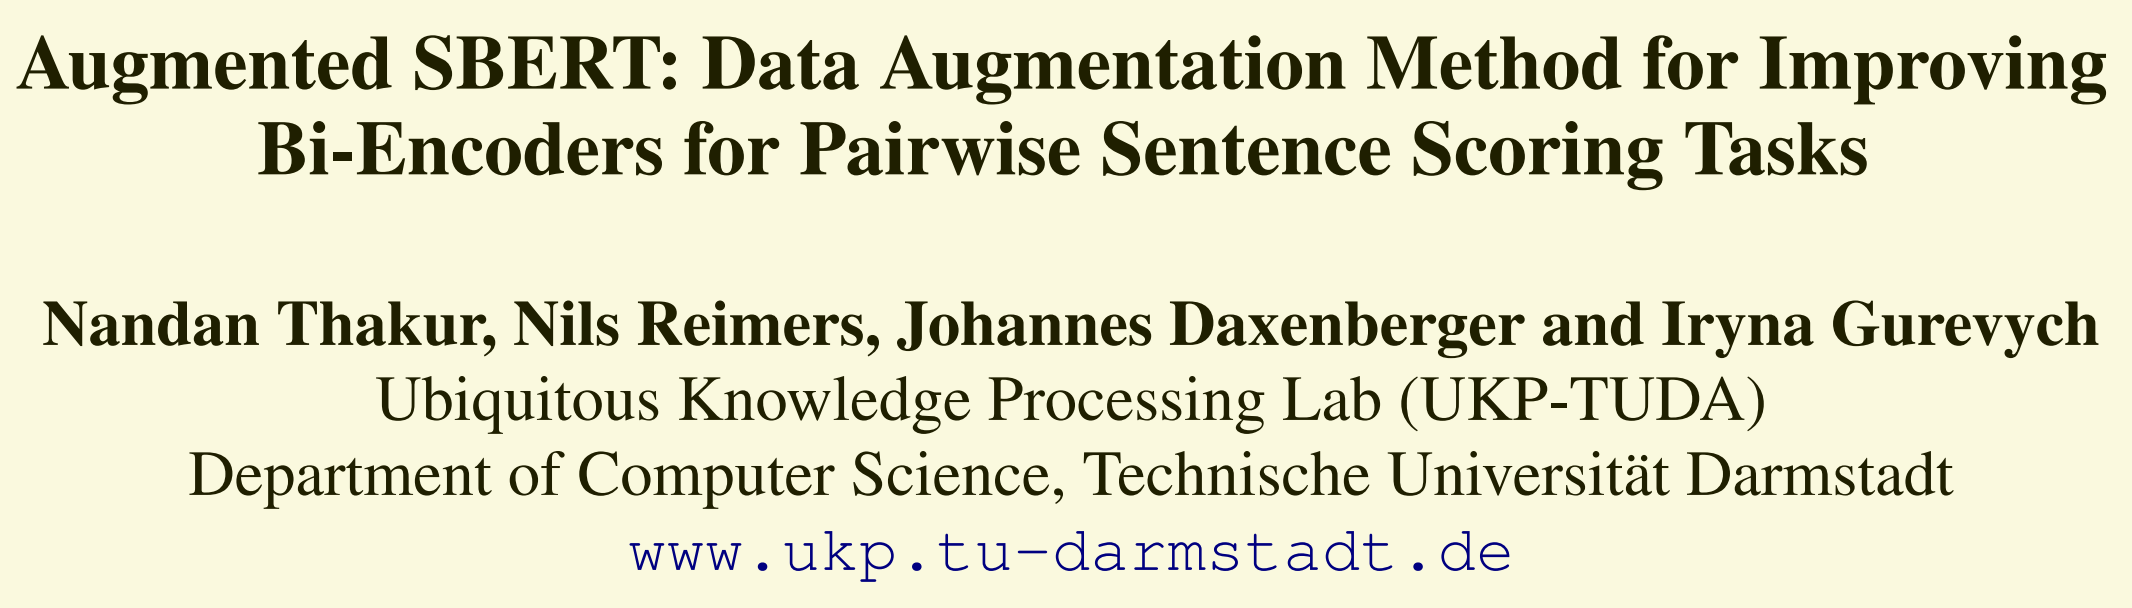 Augmented SBERT: Data Augmentation Method for Improving
Bi-Encoders for Pairwise Sentence Scoring Tasks
Nandan Thakur, Nils Reimers, Johannes Daxenberger and Iryna Gurevych
Ubiquitous Knowledge Processing Lab (UKP-TUDA)
Department of Computer Science, Technische Universität Darmstadt
www.ukp.tu-darmstadt.de